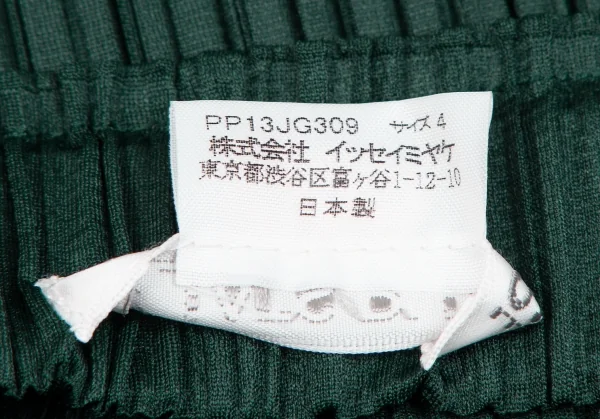 PP13JG309 サイズ 4
株式会社 イッセイミヤケ
東京都渋谷区富ヶ谷1-12-10
日本製